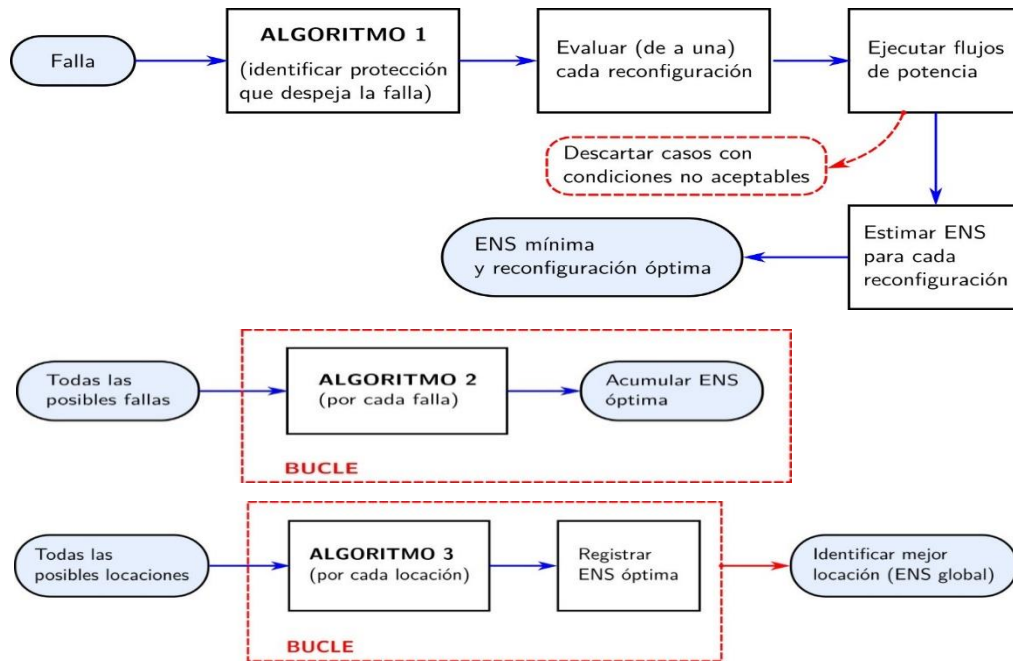 Falla
ALGORITMO 1
(identificar protección
que despeja la falla)
Evaluar (de a una)
cada reconfiguración
Ejecutar flujos
de potencia
Descartar casos con
condiciones no aceptables
ENS mínima
y reconfiguración óptima
Estimar ENS
para cada
reconfiguración
Todas las
posibles fallas
ALGORITMO 2
(por cada falla)
Acumular ENS
óptima
BUCLE
Todas las
posibles locaciones
ALGORITMO 3
(por cada locación)
Registrar
ENS óptima
Identificar mejor
locación (ENS global)
BUCLE